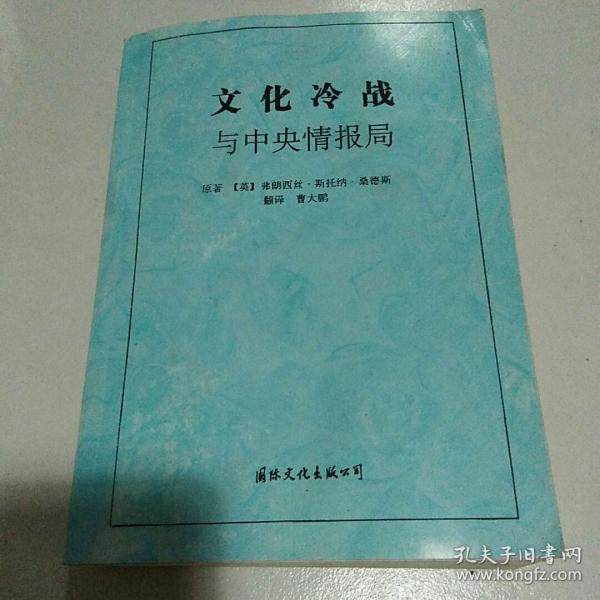 文化冷战
与中央情报局
原著 【英】弗朗西丝·斯托纳·桑德斯
翻译 曹大鹏
国际文化出版公司
孔夫子旧书网
www.kongfz.com